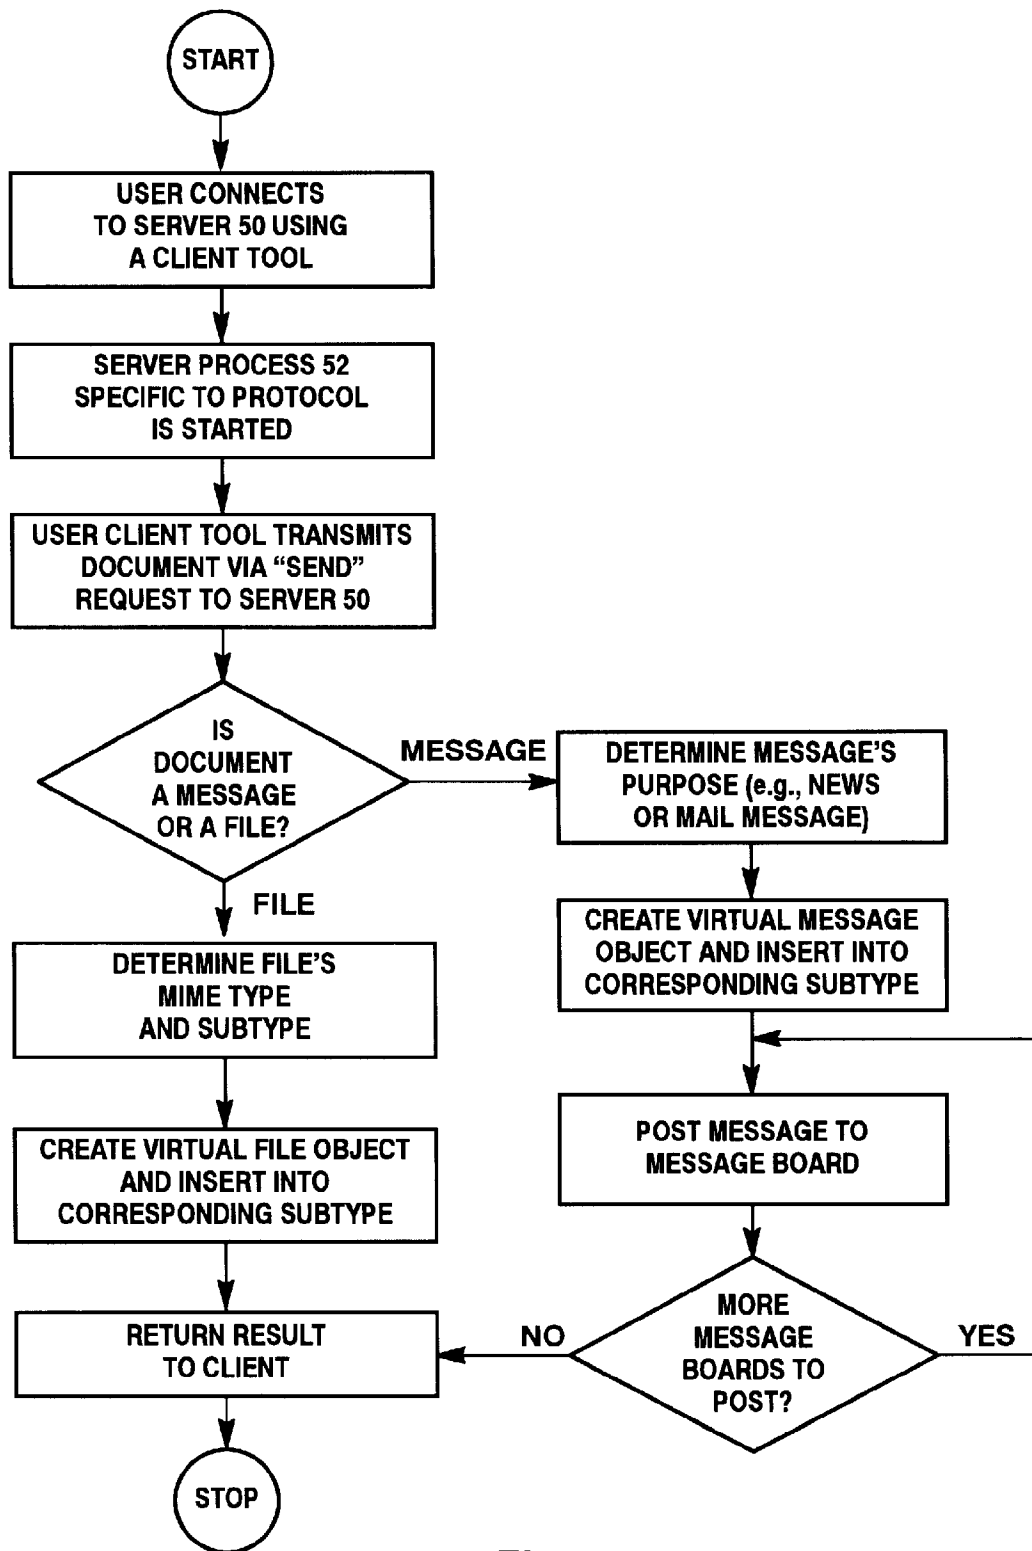 START
USER CONNECTS
TO SERVER 50 USING
A CLIENT TOOL
SERVER PROCESS 52
SPECIFIC TO PROTOCOL
IS STARTED
USER CLIENT TOOL TRANSMITS
DOCUMENT VIA “SEND”
REQUEST TO SERVER 50
IS
DOCUMENT
A MESSAGE
OR A FILE?
MESSAGE
DETERMINE MESSAGE'S
PURPOSE (e.g., NEWS
OR MAIL MESSAGE)
FILE
CREATE VIRTUAL MESSAGE
OBJECT AND INSERT INTO
CORRESPONDING SUBTYPE
DETERMINE FILE'S
MIME TYPE
AND SUBTYPE
POST MESSAGE TO
MESSAGE BOARD
CREATE VIRTUAL FILE OBJECT
AND INSERT INTO
CORRESPONDING SUBTYPE
MORE
MESSAGE
BOARDS TO
POST?
NO
YES
RETURN RESULT
TO CLIENT
STOP